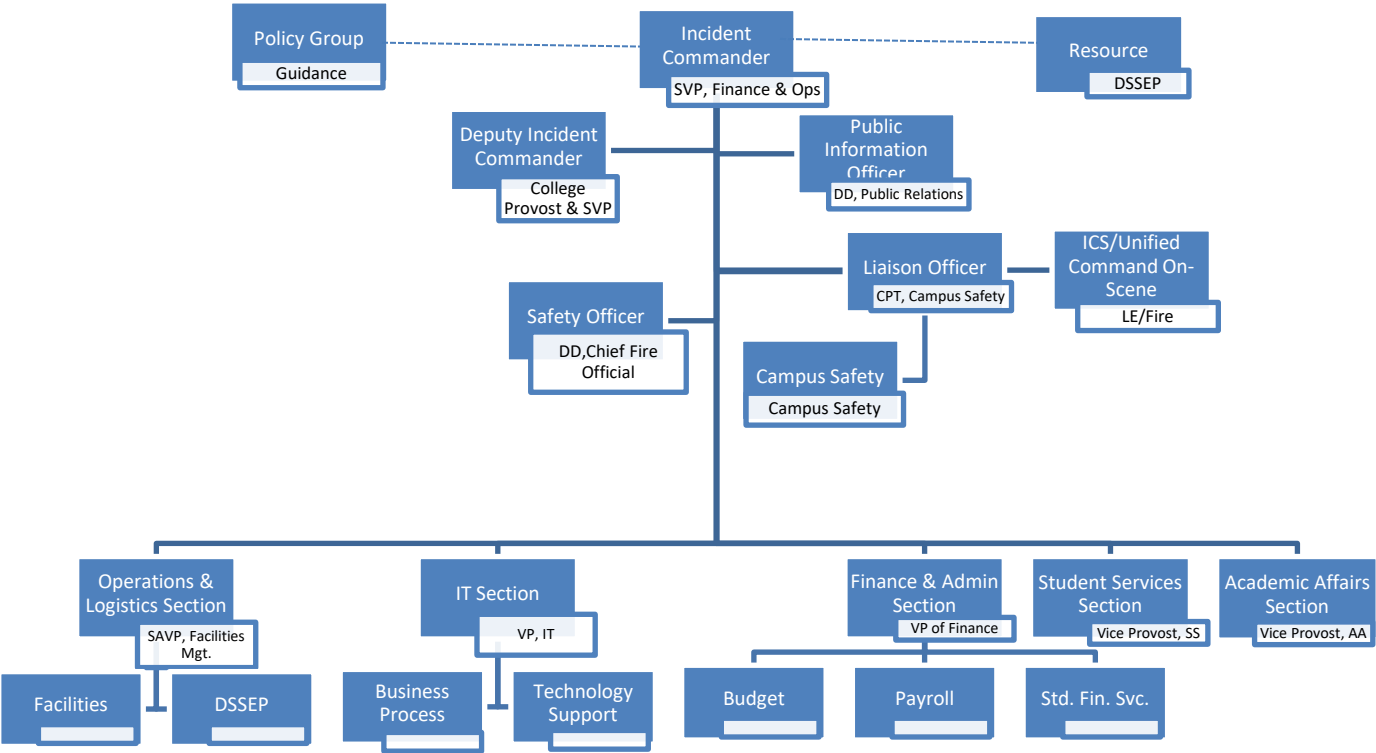 Policy Group
Guidance
Incident
Commander
SVP, Finance & Ops
Resource
DSSEP
Deputy Incident
Commander
College
Provost & SVP
Public
Information
Officer
DD, Public Relations
Liaison Officer
CPT, Campus Safety
ICS/Unified
Command On-
Scene
LE/Fire
Safety Officer
DD,Chief Fire
Official
Campus Safety
Campus Safety
Operations &
Logistics Section
SAVP, Facilities
Mgt.
IT Section
VP, IT
Finance & Admin
Section
VP of Finance
Student Services
Section
Vice Provost, SS
Academic Affairs
Section
Vice Provost, AA
Facilities
DSSEP
Business
Process
Technology
Support
Budget
Payroll
Std. Fin. Svc.